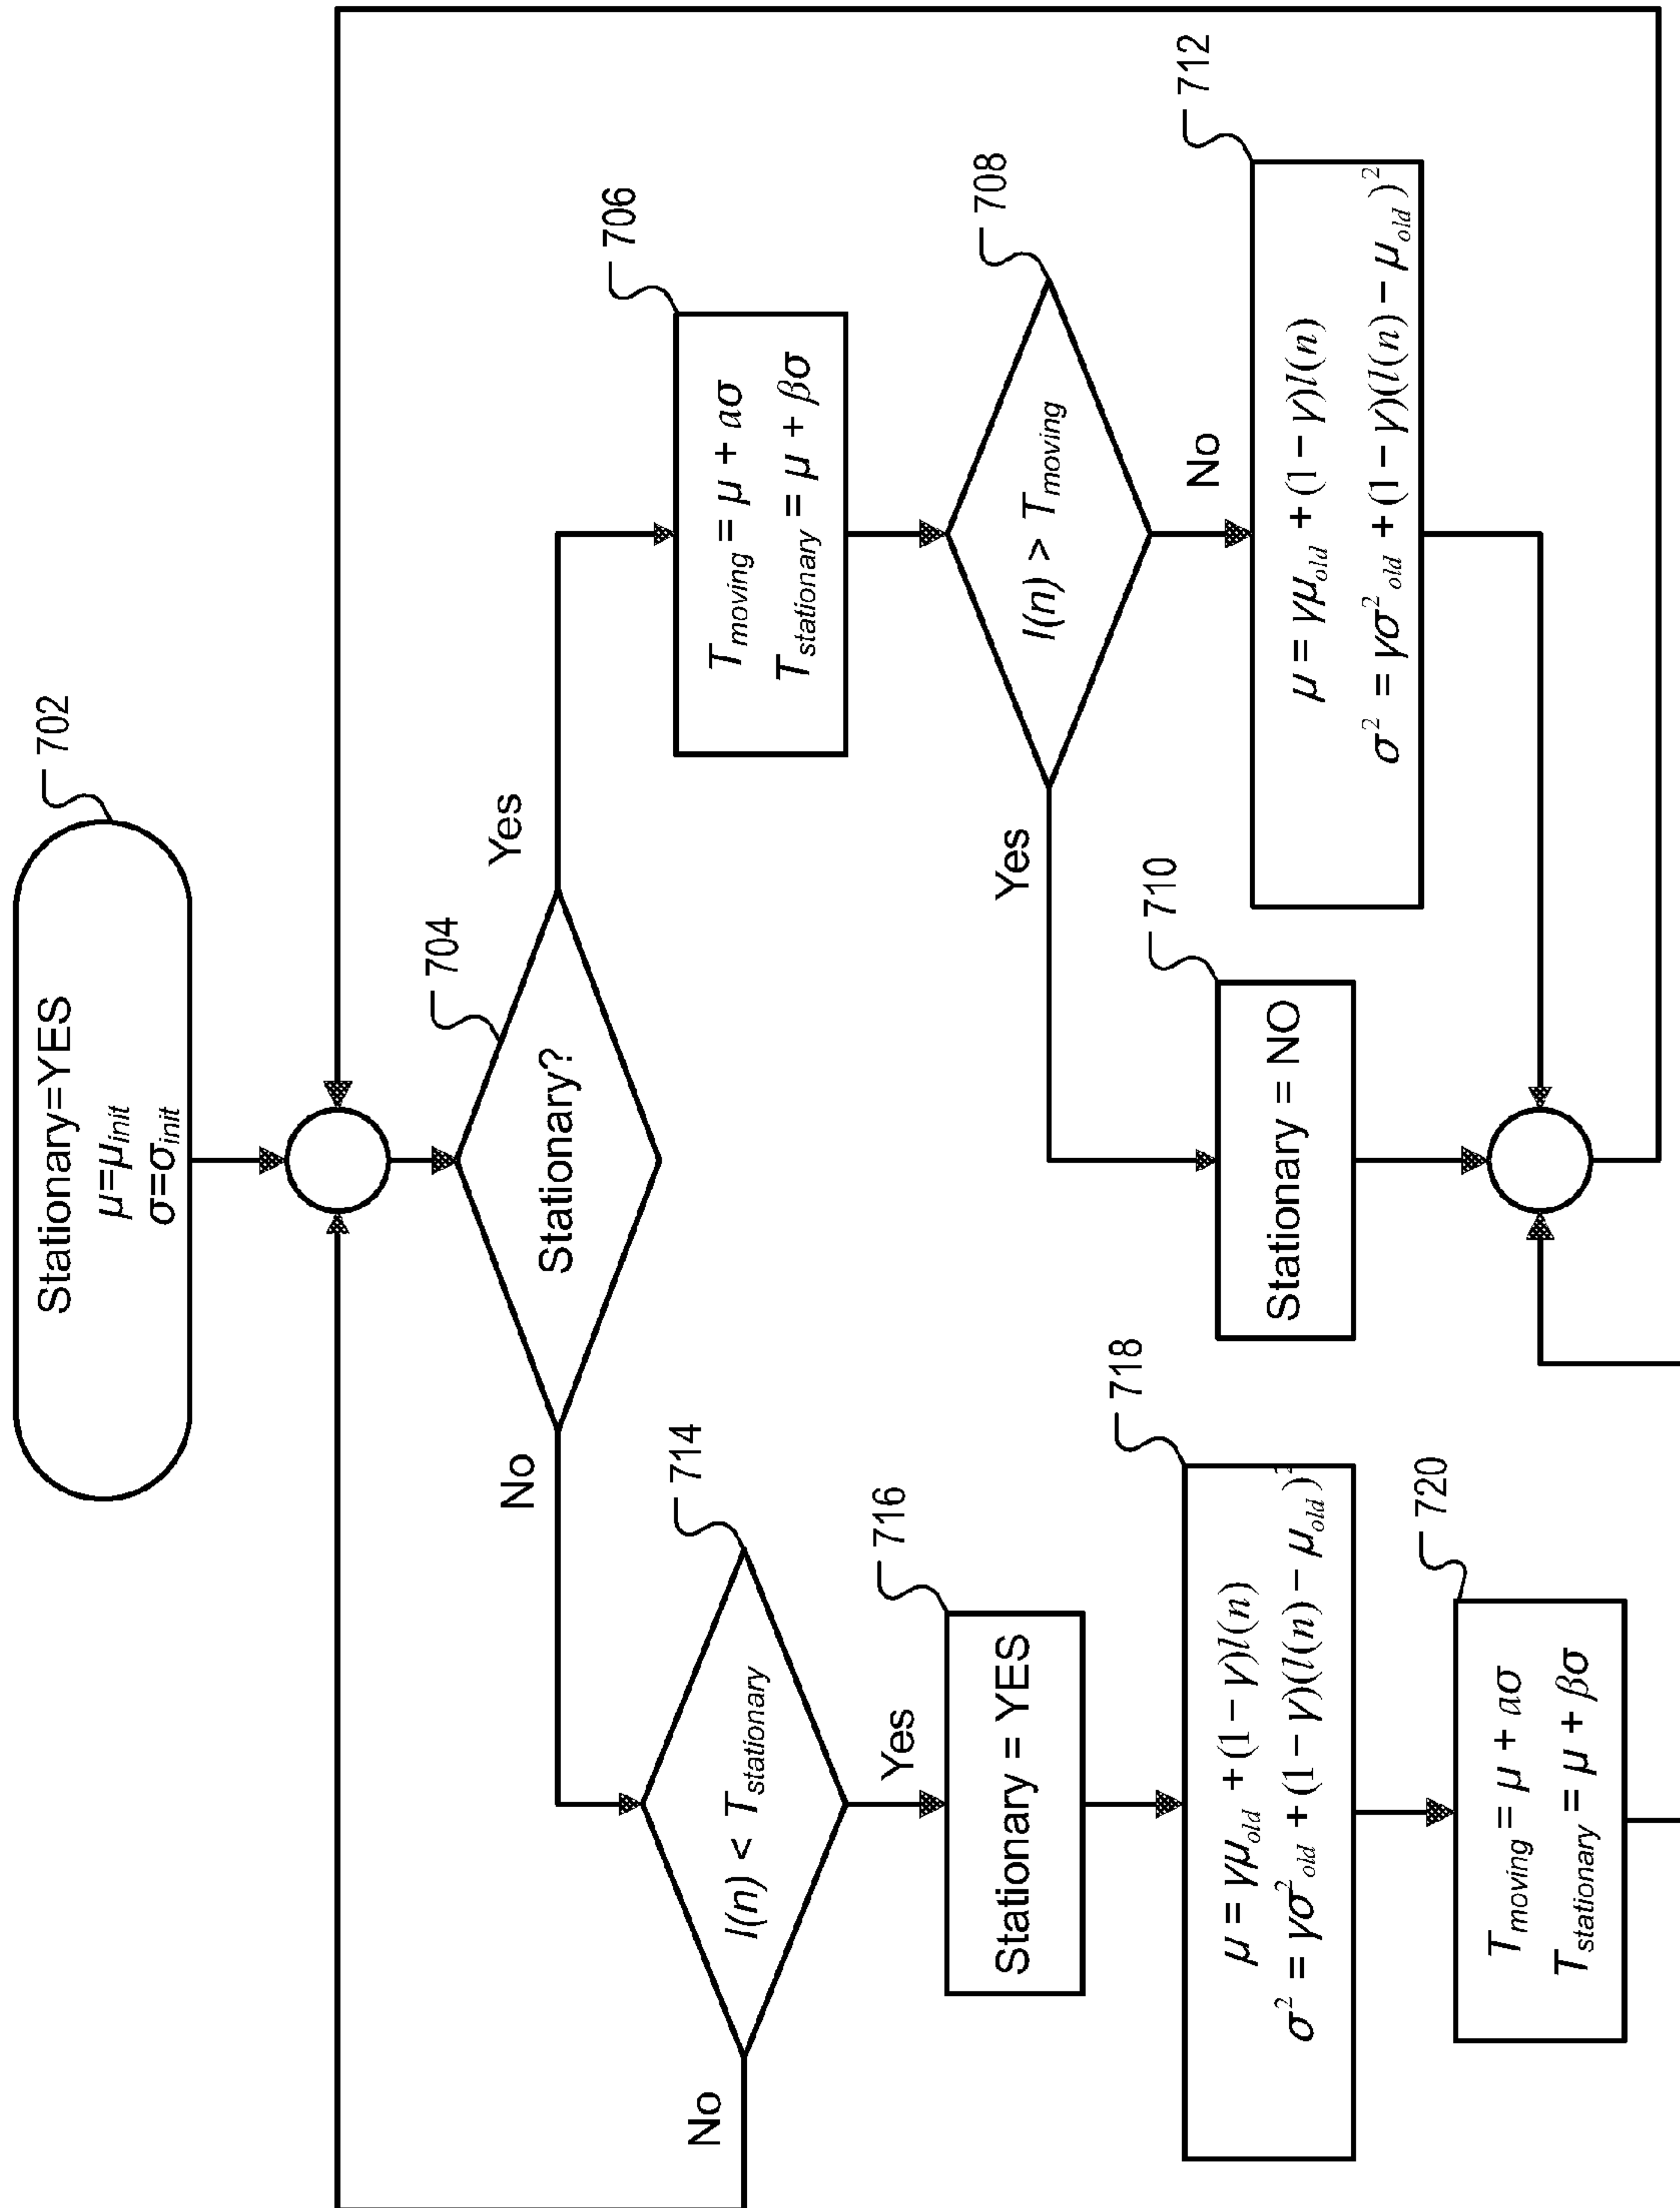 702
Stationary=YES
μ=μinit
σ=σinit
704
Stationary?
Yes
No
706
Tmoving = μ + ασ
Tstationary = μ + βσ
708
l(n) > Tmoving
Yes
No
710
Stationary = NO
712
μ = γμold + (1 − γ)l(n)
σ² = γσ²old + (1 − γ)(l(n) − μold)²
714
l(n) < Tstationary
No
Yes
716
Stationary = YES
718
μ = γμold + (1 − γ)l(n)
σ² = γσ²old + (1 − γ)(l(n) − μold)²
720
Tmoving = μ + ασ
Tstationary = μ + βσ